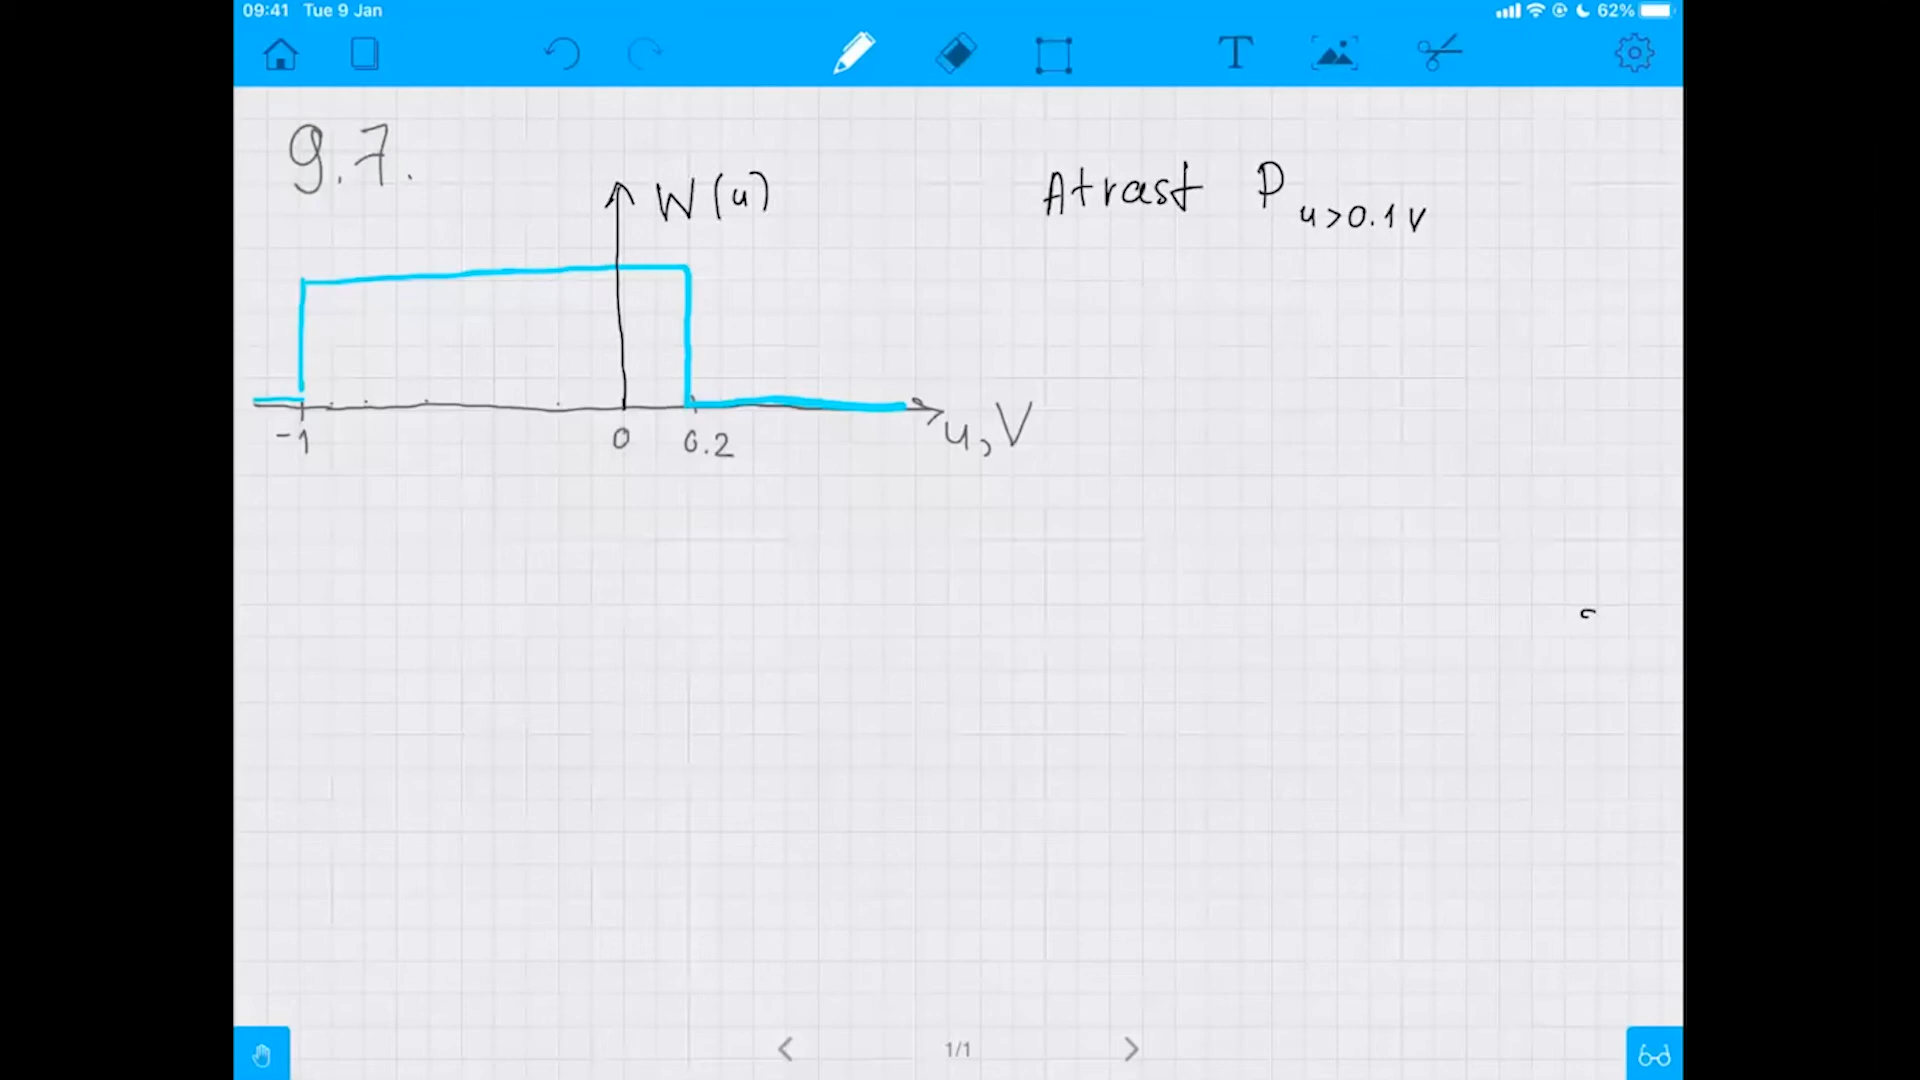 09:41 Tue 9 Jan
62%
T
9.7.
W(u)
Atrast P u>0.1V
-1 0 0.2 u, V
1/1